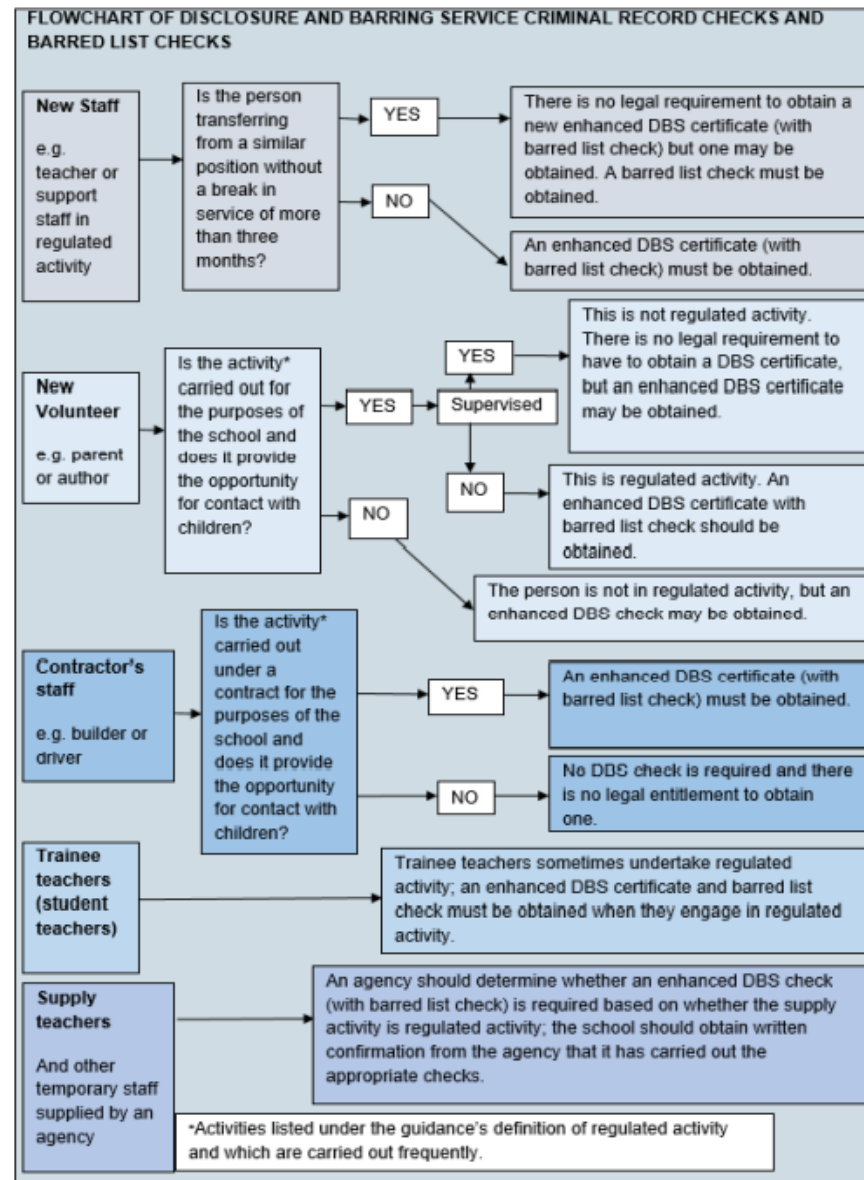 FLOWCHART OF DISCLOSURE AND BARRING SERVICE CRIMINAL RECORD CHECKS AND
BARRED LIST CHECKS
New Staff
e.g.
teacher or
support
staff in
regulated
activity
Is the person
transferring
from a similar
position without
a break in
service of more
than three
months?
YES
There is no legal requirement to obtain a
new enhanced DBS certificate (with
barred list check) but one may be
obtained. A barred list check must be
obtained.
NO
An enhanced DBS certificate (with
barred list check) must be obtained.
New
Volunteer
e.g. parent
or author
Is the activity*
carried out for
the purposes of
the school and
does it provide
the opportunity
for contact with
children?
YES
Supervised
YES
This is not regulated activity.
There is no legal requirement to
have to obtain a DBS certificate,
but an enhanced DBS certificate
may be obtained.
NO
This is regulated activity. An
enhanced DBS certificate with
barred list check should be
obtained.
NO
The person is not in regulated activity, but an
enhanced DBS check may be obtained.
Contractor's
staff
e.g. builder or
driver
Is the activity*
carried out
under a
contract for the
purposes of the
school and
does it provide
the opportunity
for contact with
children?
YES
An enhanced DBS certificate (with
barred list check) must be obtained.
NO
No DBS check is required and there
is no legal entitlement to obtain
one.
Trainee
teachers
(student
teachers)
Trainee teachers sometimes undertake regulated
activity; an enhanced DBS certificate and barred list
check must be obtained when they engage in regulated
activity.
Supply
teachers
And other
temporary staff
supplied by an
agency
An agency should determine whether an enhanced DBS check
(with barred list check) is required based on whether the supply
activity is regulated activity; the school should obtain written
confirmation from the agency that it has carried out the
appropriate checks.
*Activities listed under the guidance's definition of regulated activity
and which are carried out frequently.